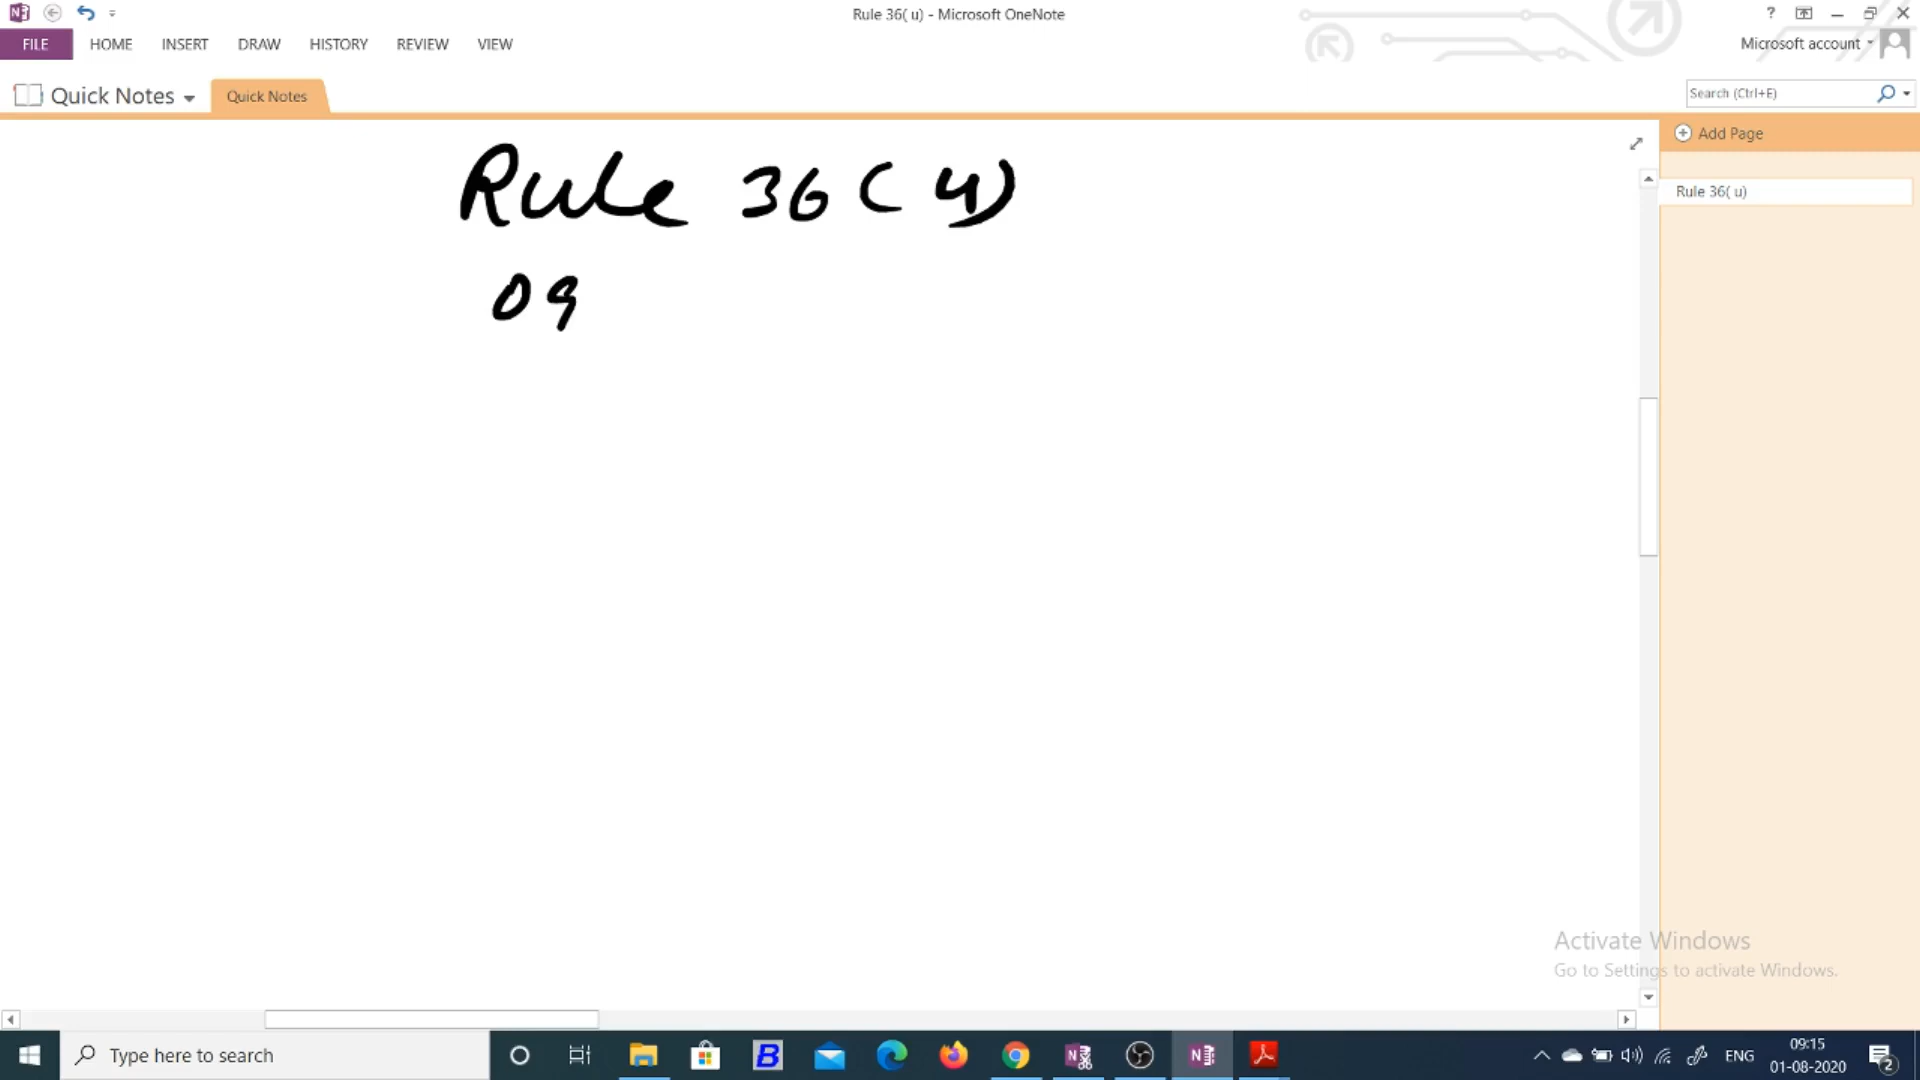 Rule 36( u) - Microsoft OneNote
?
FILE HOME INSERT DRAW HISTORY REVIEW VIEW
Microsoft account
Quick Notes
Quick Notes
Search (Ctrl+E)
Add Page
Rule 36( u)
Rule 36(4)
09
Activate Windows
Go to Settings to activate Windows.
Type here to search
B
ENG
09:15
01-08-2020
2